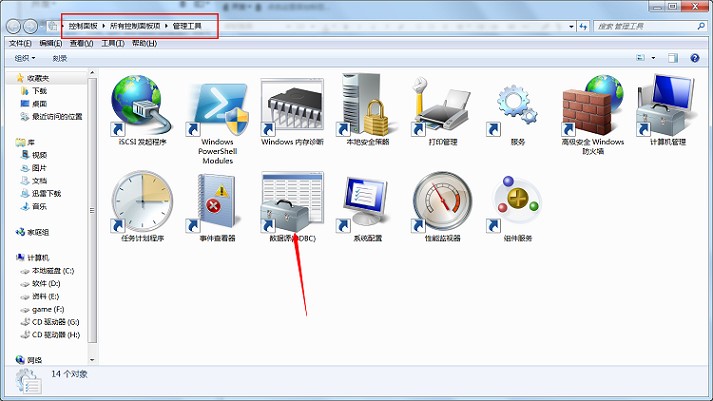 控制面板 ▸ 所有控制面板项 ▸ 管理工具
搜索 管理工具
文件(F) 编辑(E) 查看(V) 工具(T) 帮助(H)
组织 刻录
收藏夹
下载
桌面
最近访问的位置
库
视频
图片
文档
迅雷下载
音乐
家庭组
计算机
本地磁盘 (C:)
软件 (D:)
资料 (E:)
game (F:)
CD 驱动器 (G:)
CD 驱动器 (H:)
网络
iSCSI 发起程序
Windows
PowerShell
Modules
Windows 内存诊断
本地安全策略
打印管理
服务
高级安全 Windows
防火墙
计算机管理
任务计划程序
事件查看器
数据源(ODBC)
系统配置
性能监视器
组件服务
14 个对象